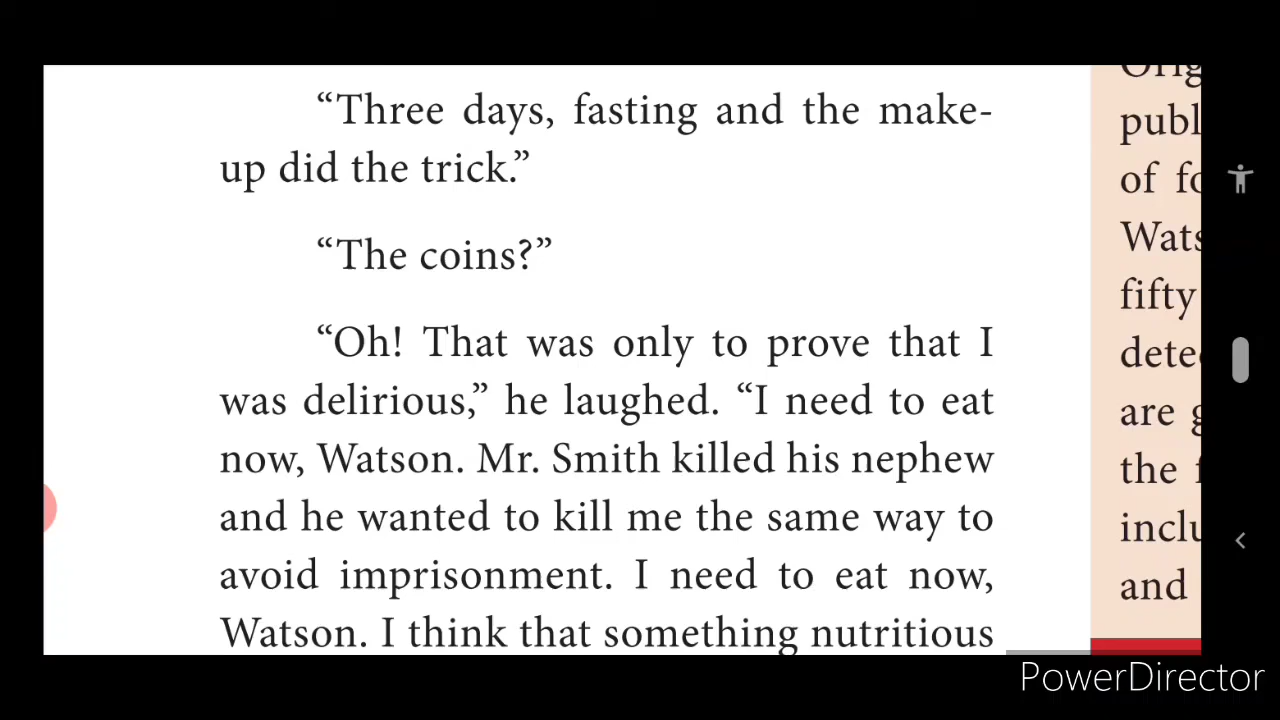 “Three days, fasting and the make-
up did the trick.”
“The coins?”
“Oh! That was only to prove that I
was delirious,” he laughed. “I need to eat
now, Watson. Mr. Smith killed his nephew
and he wanted to kill me the same way to
avoid imprisonment. I need to eat now,
Watson. I think that something nutritious
publ
of fo
Wats
fifty
dete
are g
the f
inclu
and
PowerDirector